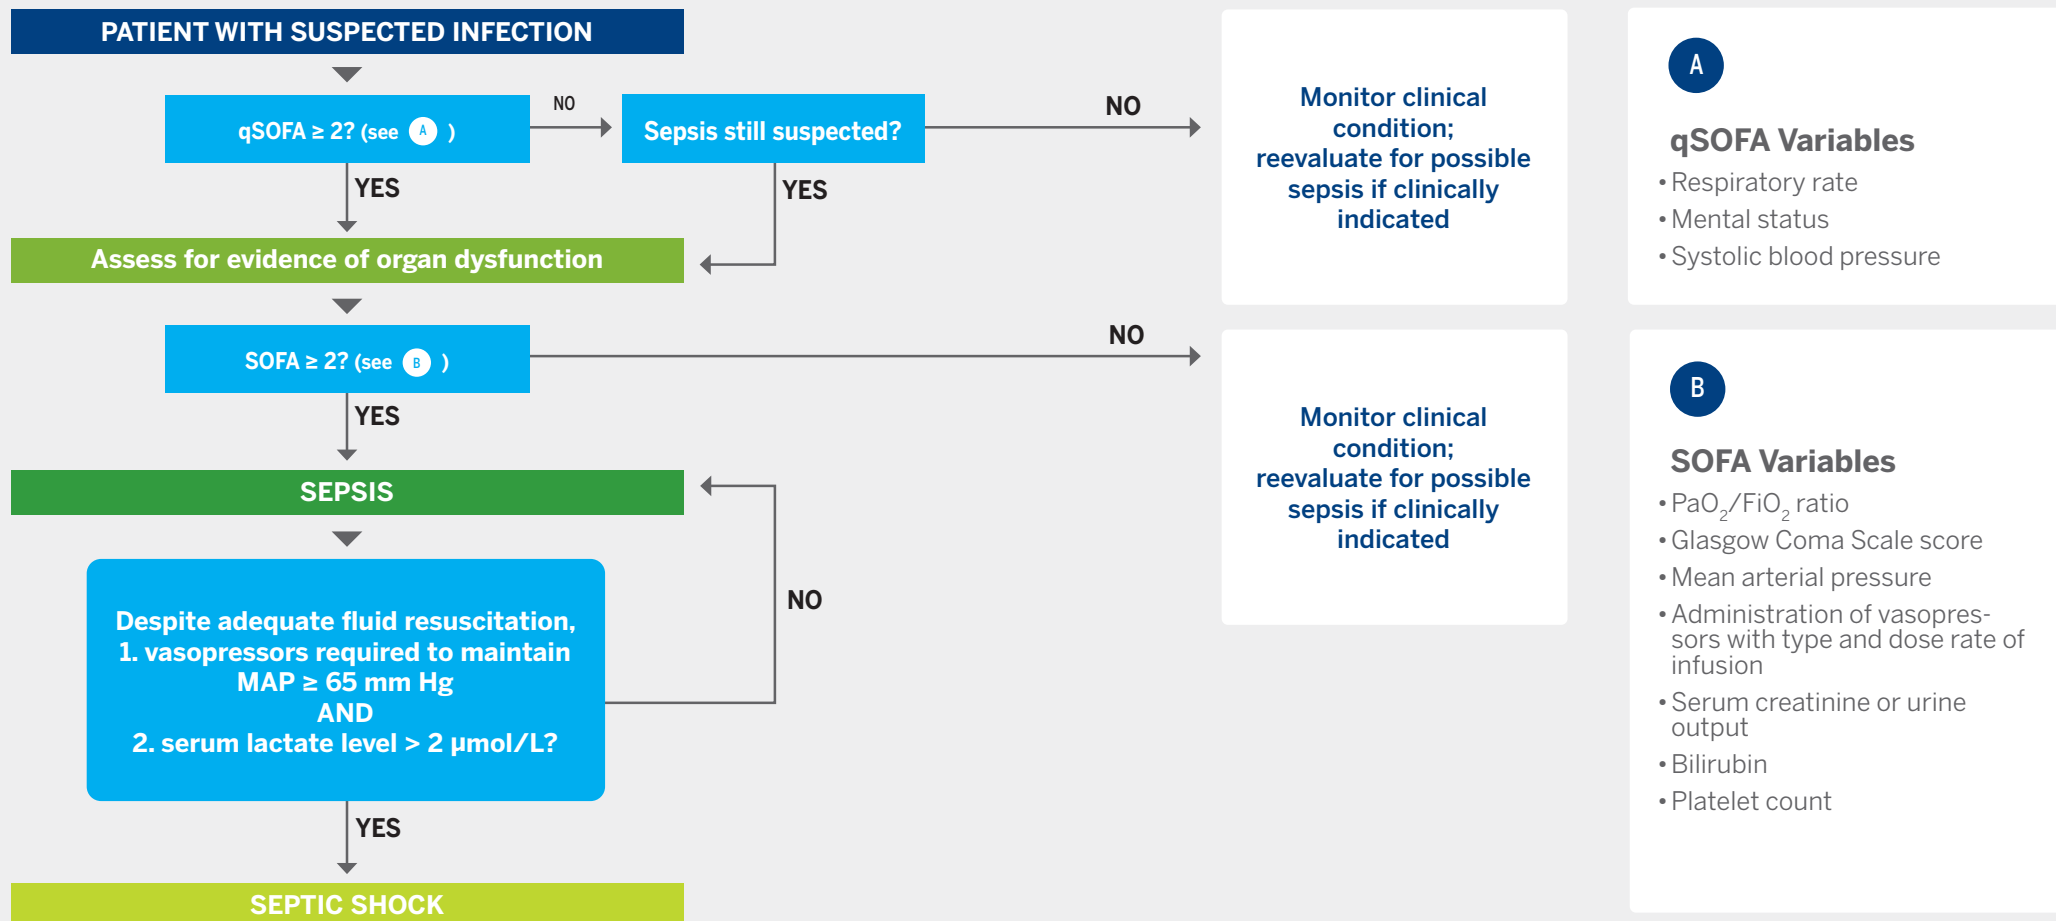 PATIENT WITH SUSPECTED INFECTION
qSOFA ≥ 2? (see A )
NO
Sepsis still suspected?
NO
YES
YES
Assess for evidence of organ dysfunction
SOFA ≥ 2? (see B )
NO
YES
SEPSIS
Despite adequate fluid resuscitation,
1. vasopressors required to maintain
MAP ≥ 65 mm Hg
AND
2. serum lactate level > 2 µmol/L?
NO
YES
SEPTIC SHOCK
Monitor clinical
condition;
reevaluate for possible
sepsis if clinically
indicated
Monitor clinical
condition;
reevaluate for possible
sepsis if clinically
indicated
A
qSOFA Variables
• Respiratory rate
• Mental status
• Systolic blood pressure
B
SOFA Variables
• PaO₂/FiO₂ ratio
• Glasgow Coma Scale score
• Mean arterial pressure
• Administration of vasopres-
sors with type and dose rate of
infusion
• Serum creatinine or urine
output
• Bilirubin
• Platelet count